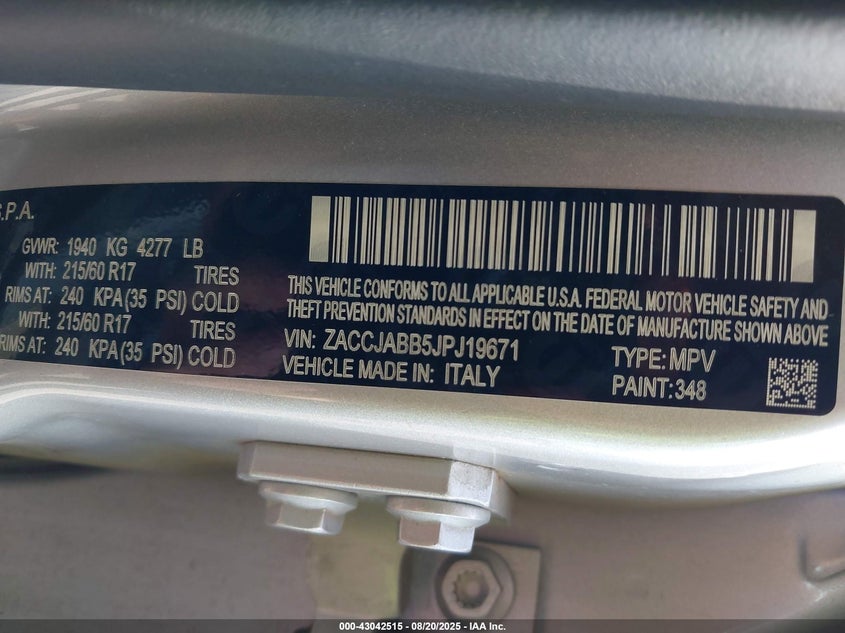 S.P.A.
GVWR: 1940 KG 4277 LB
WITH: 215/60 R17 TIRES
RIMS AT: 240 KPA(35 PSI) COLD
WITH: 215/60 R17 TIRES
RIMS AT: 240 KPA(35 PSI) COLD
THIS VEHICLE CONFORMS TO ALL APPLICABLE U.S.A. FEDERAL MOTOR VEHICLE SAFETY AND
THEFT PREVENTION STANDARDS IN EFFECT ON THE DATE OF MANUFACTURE SHOWN ABOVE
VIN: ZACCJABB5JPJ19671 TYPE: MPV
VEHICLE MADE IN: ITALY PAINT:348
000-43042515 - 08/20/2025 - IAA Inc.